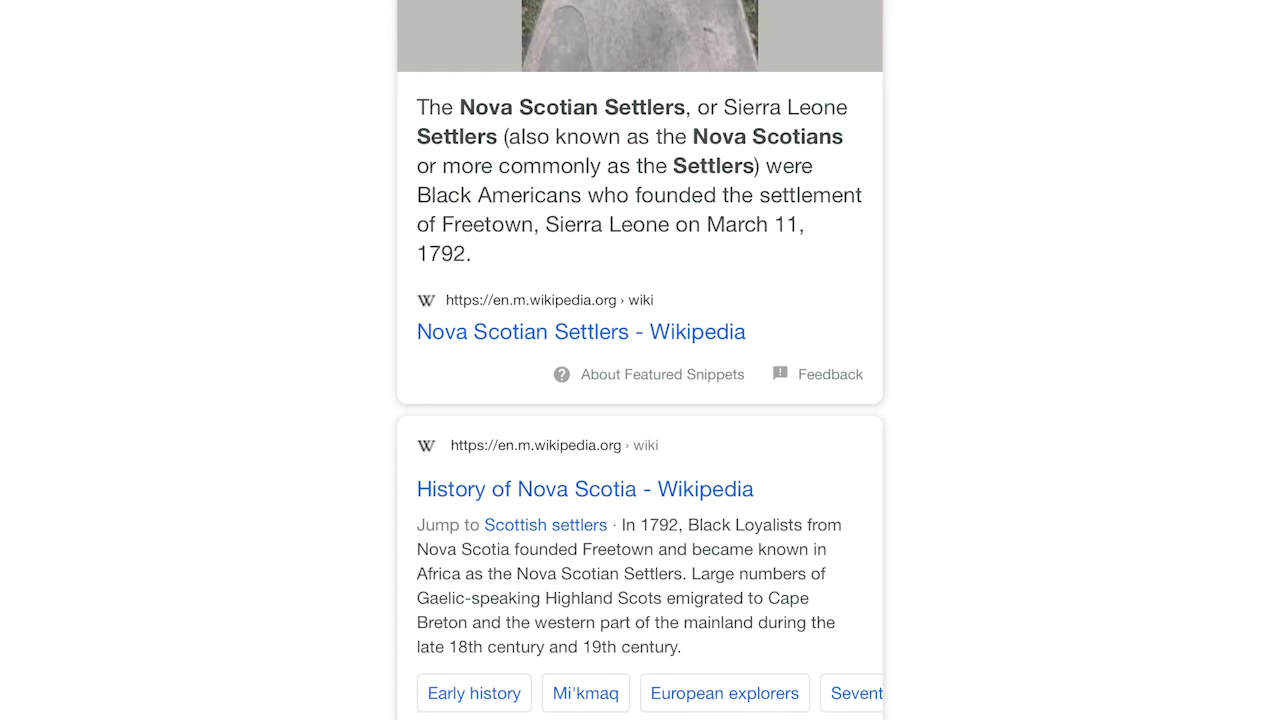 The Nova Scotian Settlers, or Sierra Leone
Settlers (also known as the Nova Scotians
or more commonly as the Settlers) were
Black Americans who founded the settlement
of Freetown, Sierra Leone on March 11,
1792.
https://en.m.wikipedia.org › wiki
Nova Scotian Settlers - Wikipedia
About Featured Snippets Feedback
https://en.m.wikipedia.org › wiki
History of Nova Scotia - Wikipedia
Jump to Scottish settlers · In 1792, Black Loyalists from
Nova Scotia founded Freetown and became known in
Africa as the Nova Scotian Settlers. Large numbers of
Gaelic-speaking Highland Scots emigrated to Cape
Breton and the western part of the mainland during the
late 18th century and 19th century.
Early history Mi'kmaq European explorers Sevent